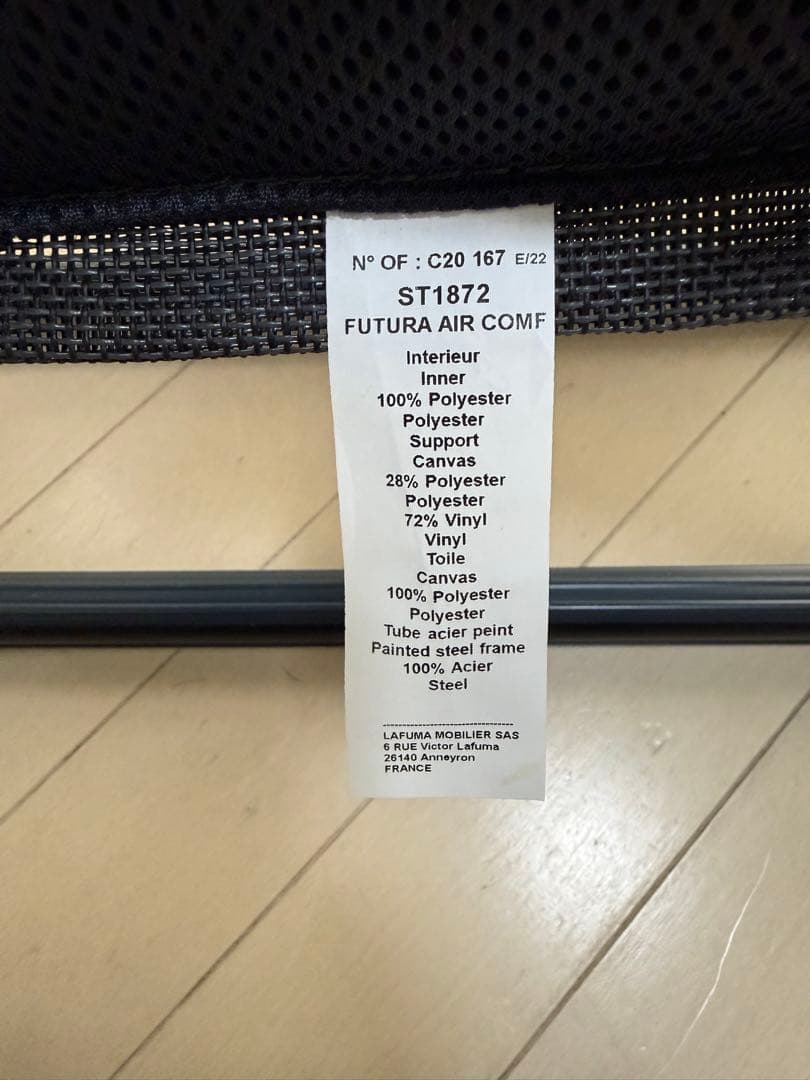 N° OF : C20 167 E/22
ST1872
FUTURA AIR COMF
Interieur
Inner
100% Polyester
Polyester
Support
Canvas
28% Polyester
Polyester
72% Vinyl
Vinyl
Toile
Canvas
100% Polyester
Polyester
Tube acier peint
Painted steel frame
100% Acier
Steel
LAFUMA MOBILIER SAS
6 RUE Victor Lafuma
26140 Anneyron
FRANCE